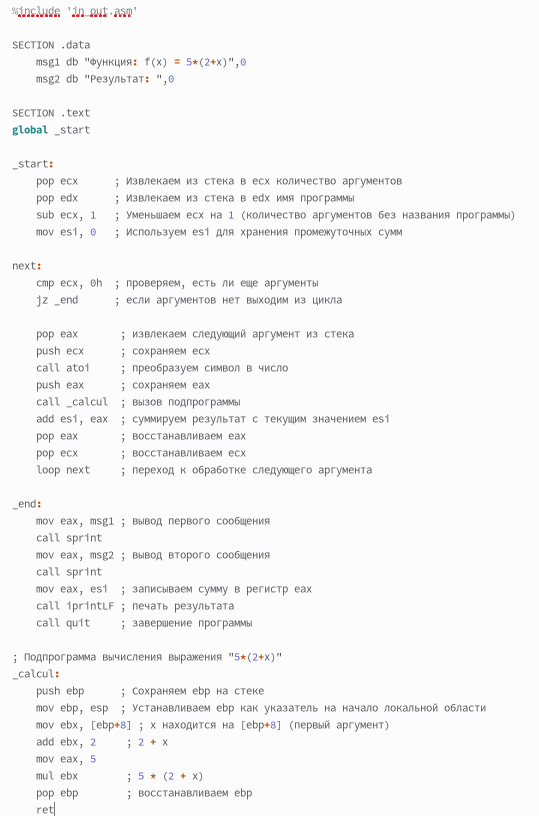 %include 'in_out.asm'
SECTION .data
msg1 db "Функция: f(x) = 5*(2+x)",0
msg2 db "Результат: ",0
SECTION .text
global _start
_start:
pop ecx ; Извлекаем из стека в ecx количество аргументов
pop edx ; Извлекаем из стека в edx имя программы
sub ecx, 1 ; Уменьшаем ecx на 1 (количество аргументов без названия программы)
mov esi, 0 ; Используем esi для хранения промежуточных сумм
next:
cmp ecx, 0h ; проверяем, есть ли еще аргументы
jz _end ; если аргументов нет выходим из цикла
pop eax ; извлекаем следующий аргумент из стека
push ecx ; сохраняем ecx
call atoi ; преобразуем символ в число
push eax ; сохраняем eax
call _calcul ; вызов подпрограммы
add esi, eax ; суммируем результат с текущим значением esi
pop eax ; восстанавливаем eax
pop ecx ; восстанавливаем ecx
loop next ; переход к обработке следующего аргумента
_end:
mov eax, msg1 ; вывод первого сообщения
call sprint
mov eax, msg2 ; вывод второго сообщения
call sprint
mov eax, esi ; записываем сумму в регистр eax
call iprintLF ; печать результата
call quit ; завершение программы
; Подпрограмма вычисления выражения "5*(2+x)"
_calcul:
push ebp ; Сохраняем ebp на стеке
mov ebp, esp ; Устанавливаем ebp как указатель на начало локальной области
mov ebx, [ebp+8] ; x находится на [ebp+8] (первый аргумент)
add ebx, 2 ; 2 + x
mov eax, 5
mul ebx ; 5 * (2 + x)
pop ebp ; восстанавливаем ebp
ret